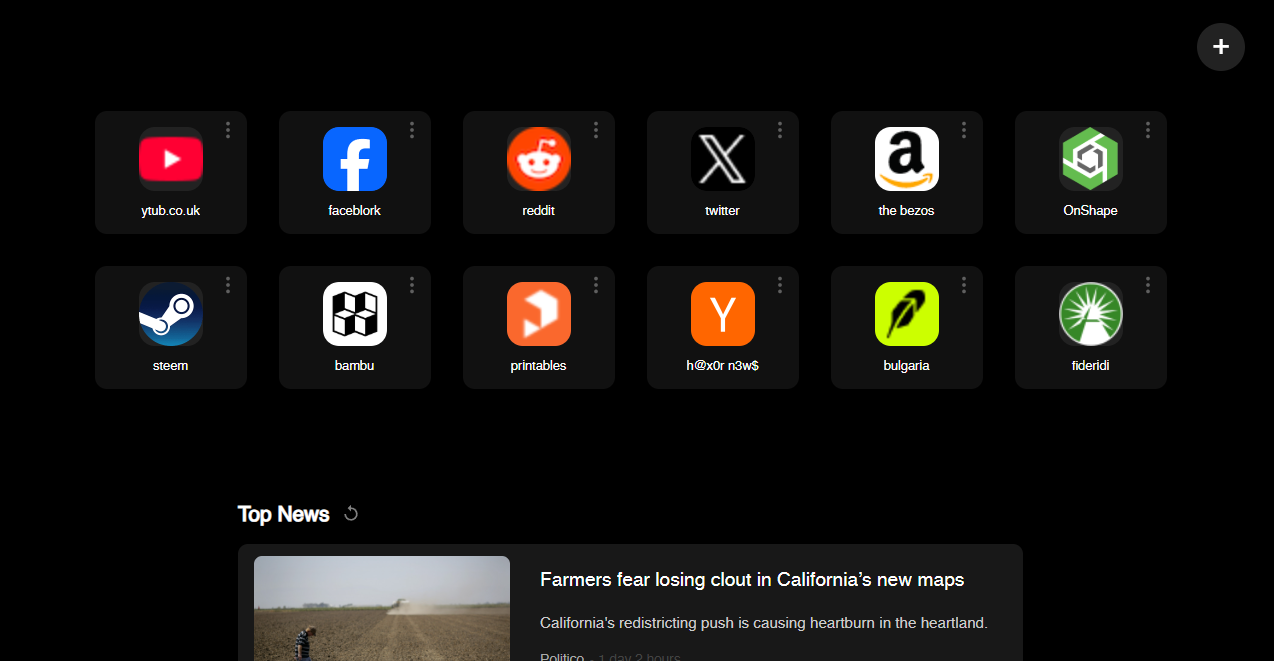 +
ytub.co.uk
faceblork
reddit
twitter
the bezos
OnShape
steem
bambu
printables
h@x0r n3w$
bulgaria
fideridi
Top News
Farmers fear losing clout in California’s new maps
California's redistricting push is causing heartburn in the heartland.
Politico - 1 day 2 hours